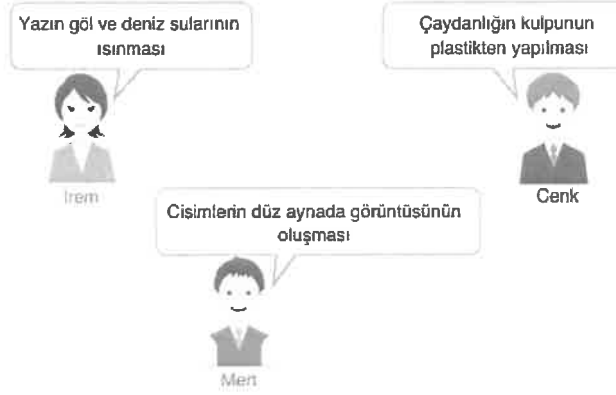 Yazın göl ve deniz sularının
ısınması
İrem
Çaydanlığın kulpunun
plastikten yapılması
Cenk
Cisimlerin düz aynada görüntüsünün
oluşması
Mert